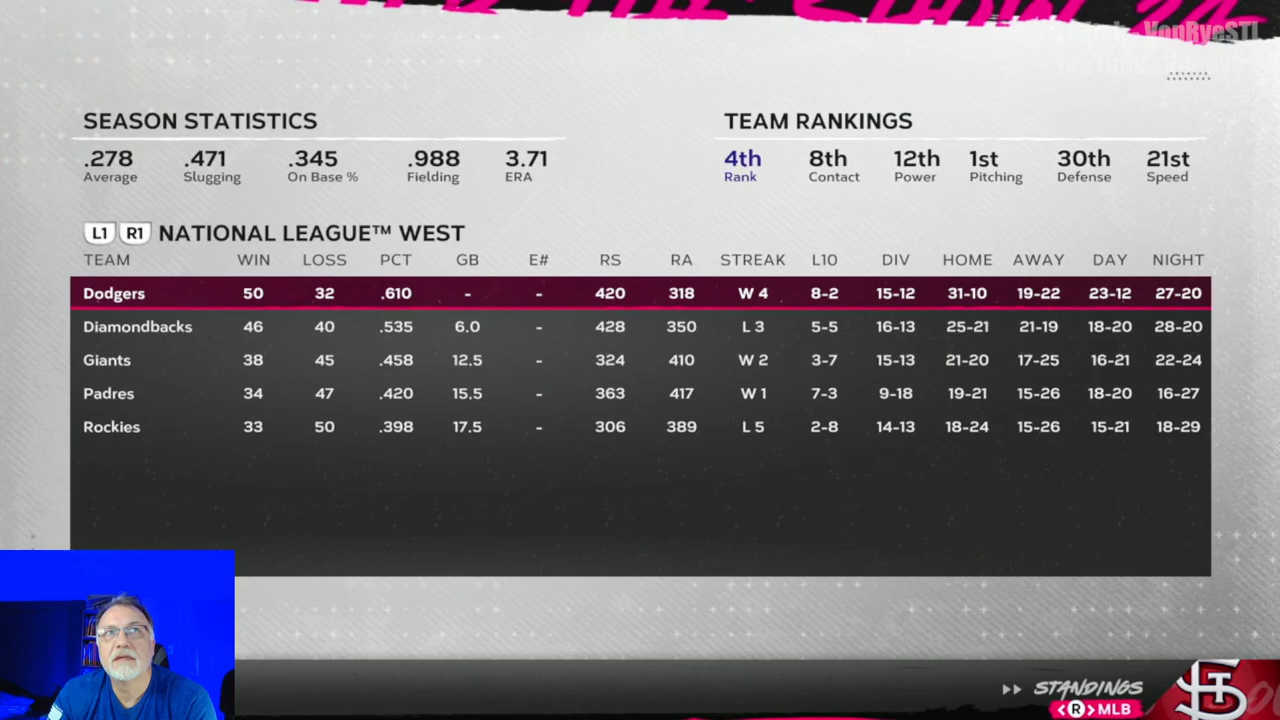 THE SHOW 24
VonRyeSTL
SEASON STATISTICS
.278 .471 .345 .988 3.71
Average Slugging On Base % Fielding ERA
TEAM RANKINGS
4th 8th 12th 1st 30th 21st
Rank Contact Power Pitching Defense Speed
L1 R1 NATIONAL LEAGUE™ WEST
TEAM WIN LOSS PCT GB E# RS RA STREAK L10 DIV HOME AWAY DAY NIGHT
Dodgers 50 32 .610 - - 420 318 W 4 8-2 15-12 31-10 19-22 23-12 27-20
Diamondbacks 46 40 .535 6.0 - 428 350 L 3 5-5 16-13 25-21 21-19 18-20 28-20
Giants 38 45 .458 12.5 - 324 410 W 2 3-7 15-13 21-20 17-25 16-21 22-24
Padres 34 47 .420 15.5 - 363 417 W 1 7-3 9-18 19-21 15-26 18-20 16-27
Rockies 33 50 .398 17.5 - 306 389 L 5 2-8 14-13 18-24 15-26 15-21 18-29
STANDINGS
R MLB
STL